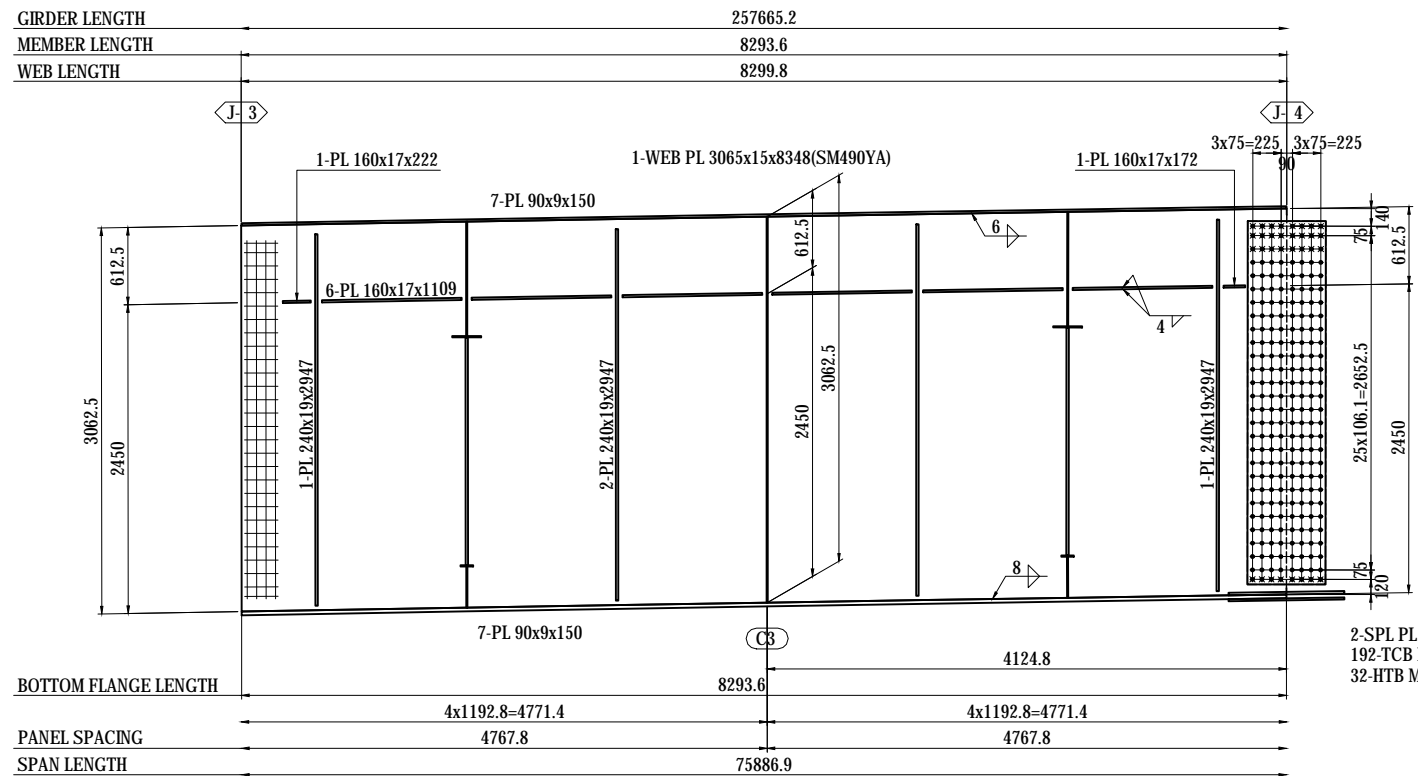 GIRDER LENGTH
257665.2
MEMBER LENGTH
8293.6
WEB LENGTH
8299.8
J- 3
J- 4
3x75=225
3x75=225
90
1-PL 160x17x222
1-WEB PL 3065x15x8348(SM490YA)
1-PL 160x17x172
7-PL 90x9x150
6
140
75
612.5
612.5
612.5
6-PL 160x17x1109
4
3062.5
2450
1-PL 240x19x2947
2-PL 240x19x2947
2450
3062.5
1-PL 240x19x2947
25x106.1=2652.5
2450
8
75
120
7-PL 90x9x150
C3
2-SPL PL
192-TCB
32-HTB M
4124.8
BOTTOM FLANGE LENGTH
8293.6
4x1192.8=4771.4
4x1192.8=4771.4
PANEL SPACING
4767.8
4767.8
SPAN LENGTH
75886.9